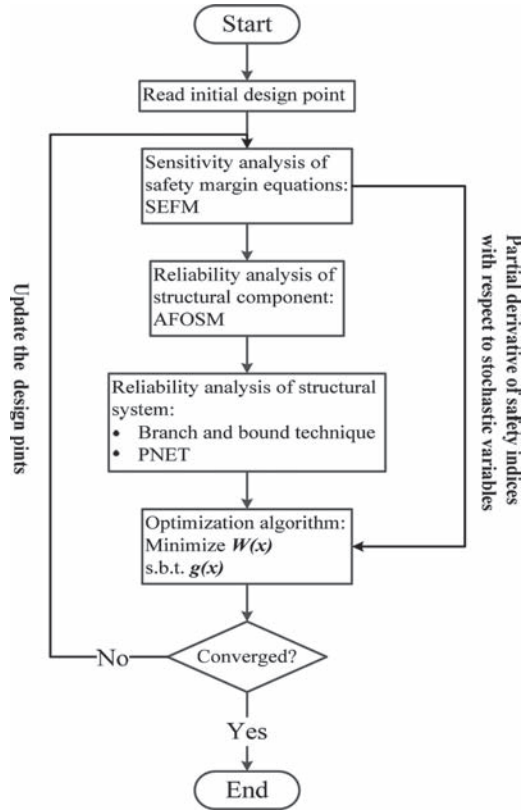 Start
Read initial design point
Sensitivity analysis of
safety margin equations:
SEFM
Reliability analysis of
structural component:
AFOSM
Reliability analysis of structural
system:
• Branch and bound technique
• PNET
Optimization algorithm:
Minimize W(x)
s.b.t. g(x)
Converged?
No
Yes
End
Update the design pints
Partial derivative of safety indices
with respect to stochastic variables